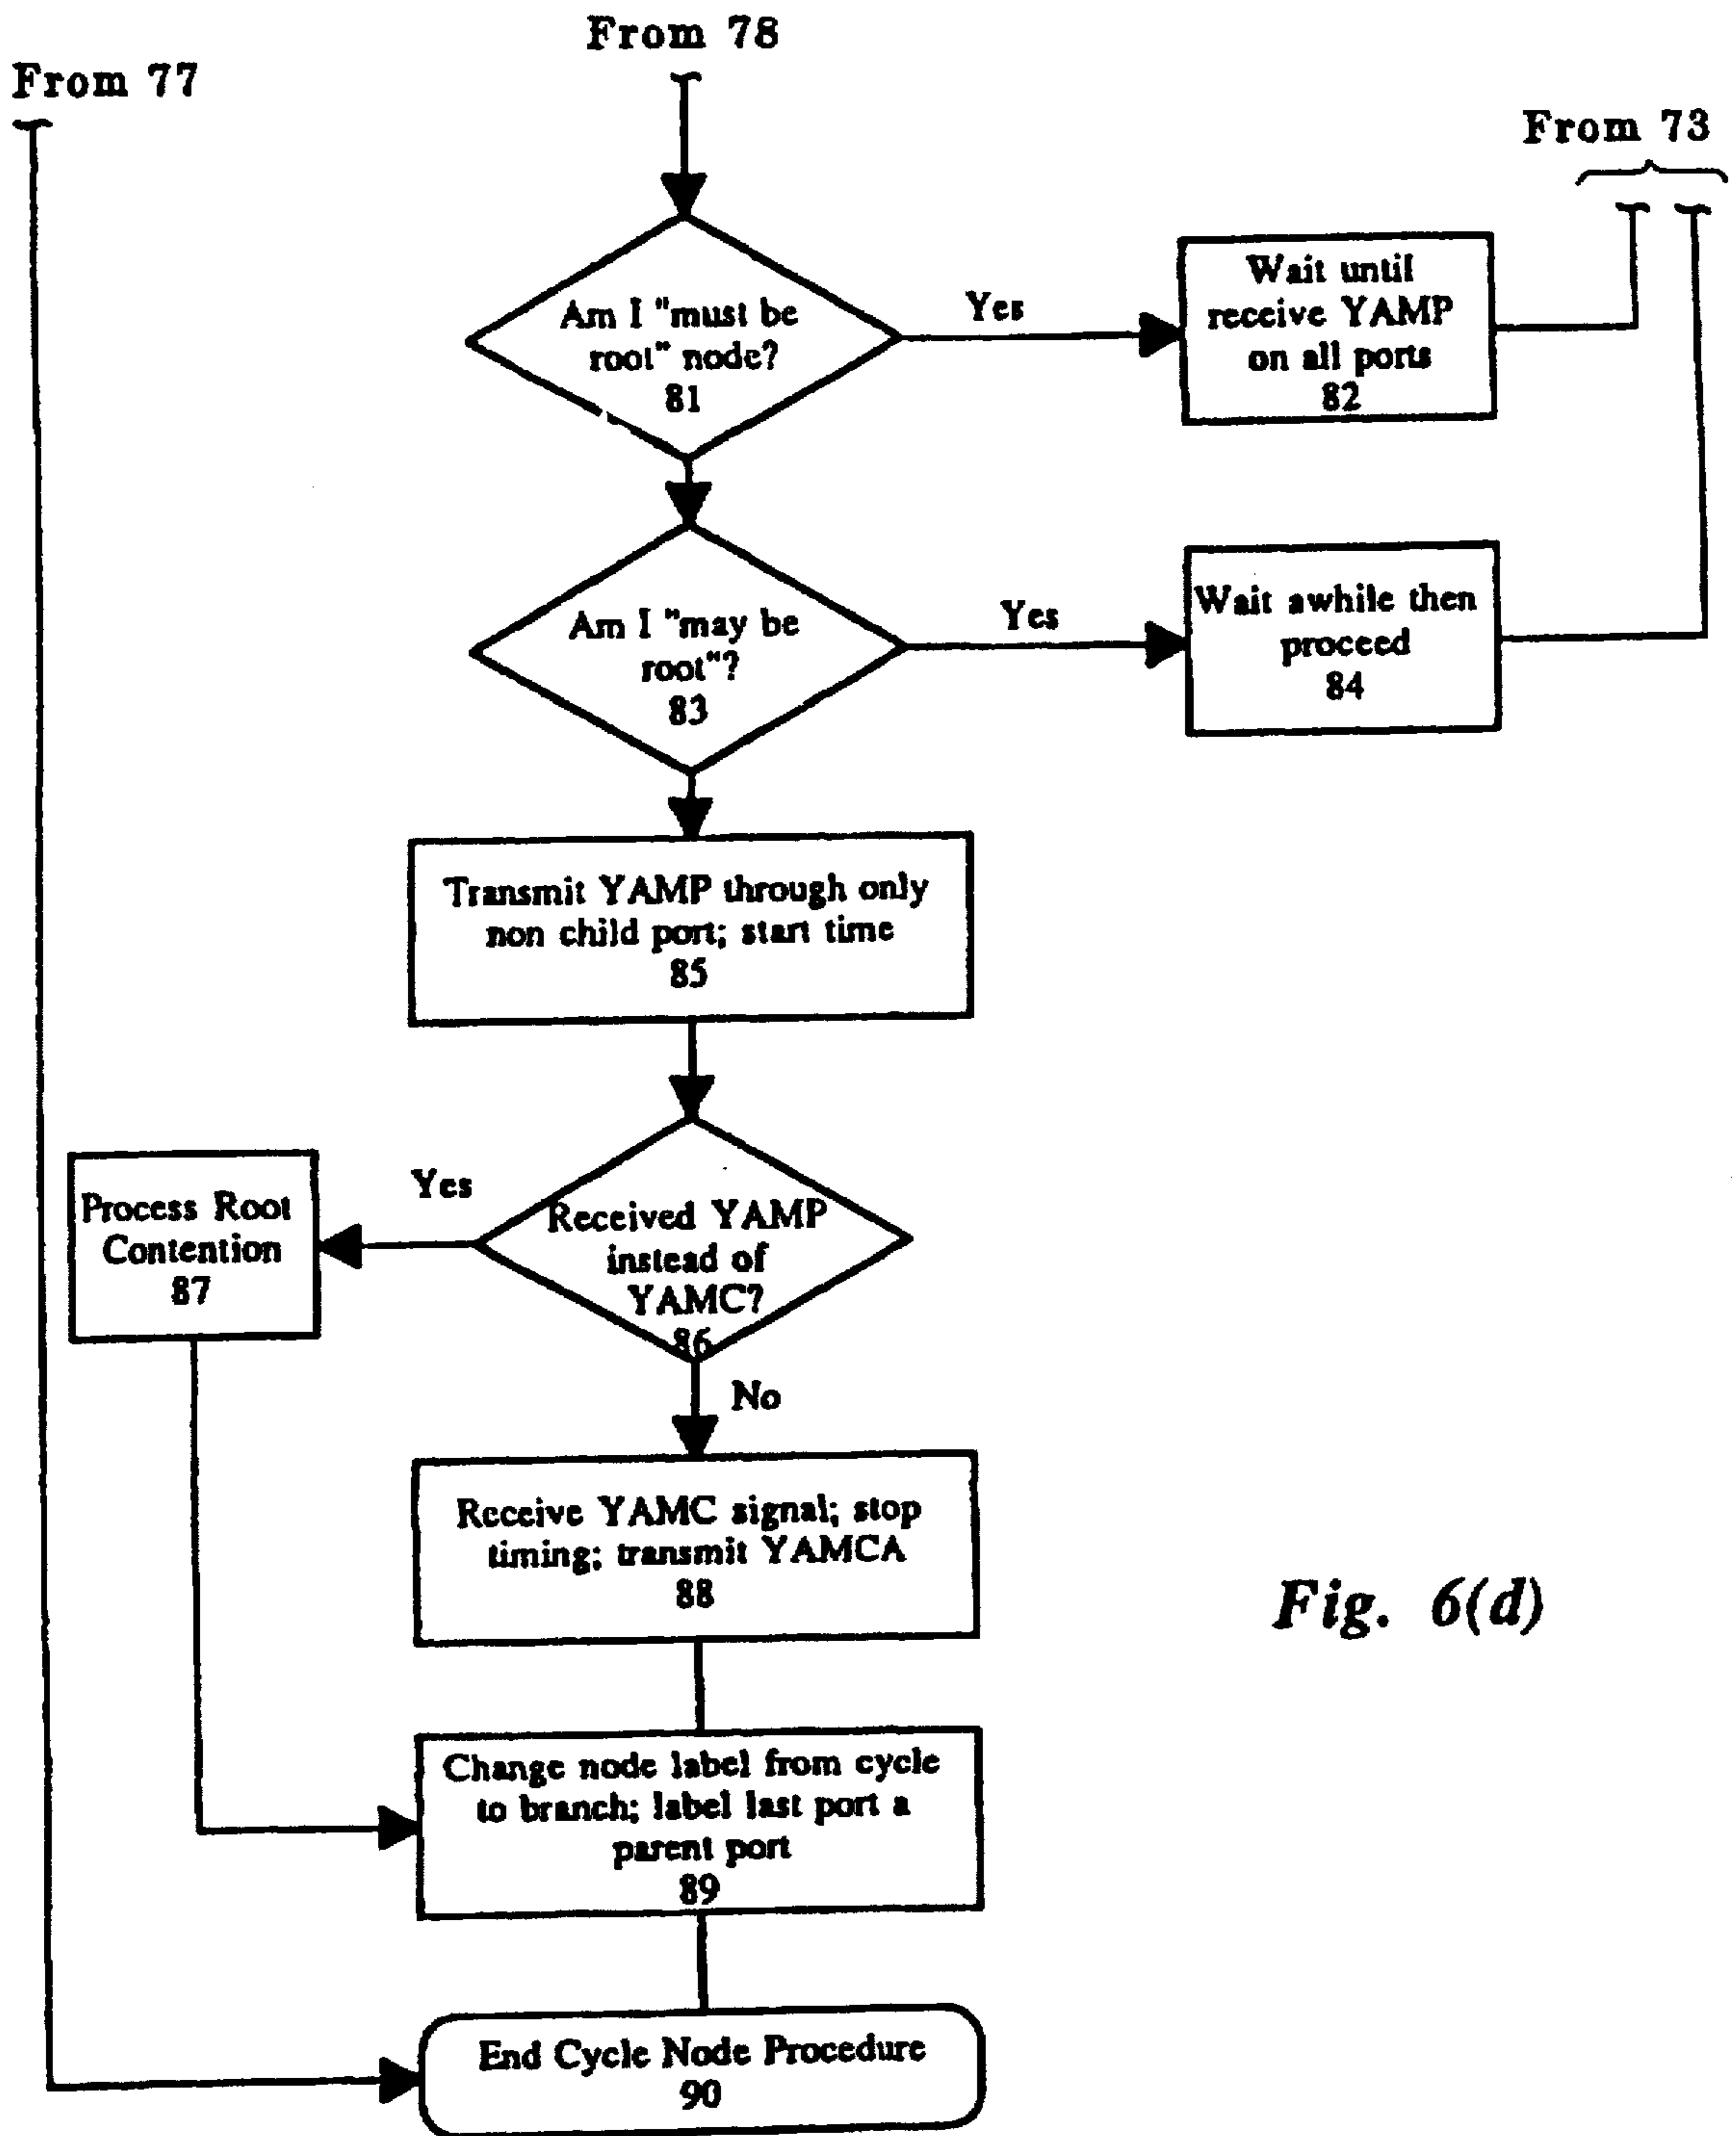 From 78
From 77
From 73
Am I "must be
root" node?
81
Yes
Wait until
receive YAMP
on all ports
82
Am I "may be
root"?
83
Yes
Wait awhile then
proceed
84
Transmit YAMP through only
non child port; start time
85
Received YAMP
instead of
YAMC?
86
Yes
Process Root
Contention
87
No
Receive YAMC signal; stop
timing; transmit YAMCA
88
Change node label from cycle
to branch; label last port a
parent port
89
End Cycle Node Procedure
90
Fig. 6(d)